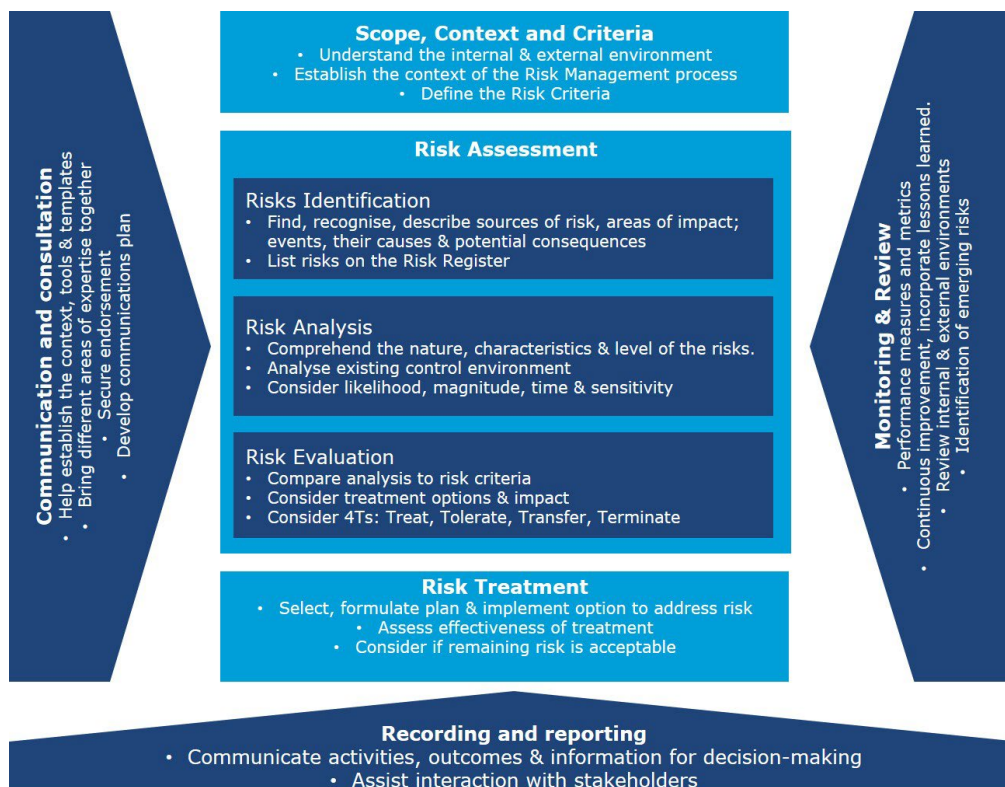 Scope, Context and Criteria
• Understand the internal & external environment
• Establish the context of the Risk Management process
• Define the Risk Criteria
Communication and consultation
• Help establish the context, tools & templates
• Bring different areas of expertise together
• Secure endorsement
• Develop communications plan
Risk Assessment
Risks Identification
• Find, recognise, describe sources of risk, areas of impact;
events, their causes & potential consequences
• List risks on the Risk Register
Risk Analysis
• Comprehend the nature, characteristics & level of the risks.
• Analyse existing control environment
• Consider likelihood, magnitude, time & sensitivity
Risk Evaluation
• Compare analysis to risk criteria
• Consider treatment options & impact
• Consider 4Ts: Treat, Tolerate, Transfer, Terminate
Monitoring & Review
• Performance measures and metrics
• Continuous improvement, incorporate lessons learned.
• Review internal & external environments
• Identification of emerging risks
Risk Treatment
• Select, formulate plan & implement option to address risk
• Assess effectiveness of treatment
• Consider if remaining risk is acceptable
Recording and reporting
• Communicate activities, outcomes & information for decision-making
• Assist interaction with stakeholders